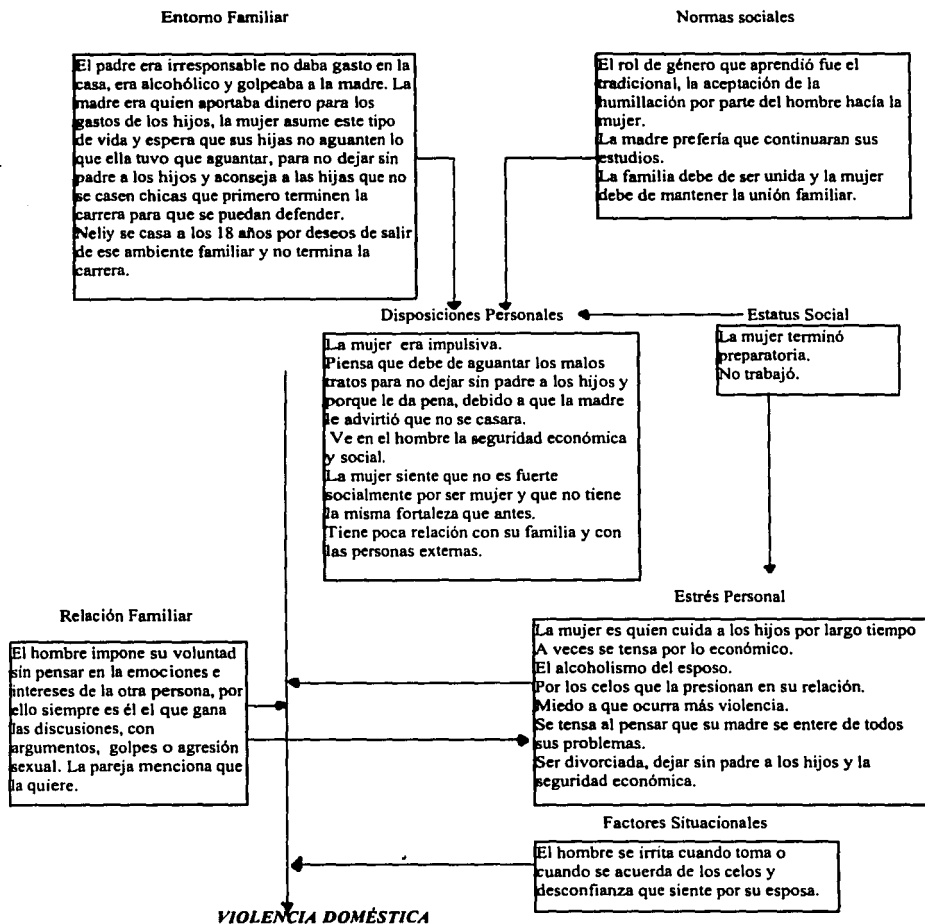 Entorno Familiar
El padre era irresponsable no daba gasto en la
casa, era alcohólico y golpeaba a la madre. La
madre era quien aportaba dinero para los
gastos de los hijos, la mujer asume este tipo
de vida y espera que sus hijas no aguanten lo
que ella tuvo que aguantar, para no dejar sin
padre a los hijos y aconseja a las hijas que no
se casen chicas que primero terminen la
carrera para que se puedan defender.
Neliy se casa a los 18 años por deseos de salir
de ese ambiente familiar y no termina la
carrera.
Normas sociales
El rol de género que aprendió fue el
tradicional, la aceptación de la
humillación por parte del hombre hacía la
mujer.
La madre prefería que continuaran sus
estudios.
La familia debe de ser unida y la mujer
debe de mantener la unión familiar.
Disposiciones Personales
La mujer era impulsiva.
Piensa que debe de aguantar los malos
tratos para no dejar sin padre a los hijos y
porque le da pena, debido a que la madre
le advirtió que no se casara.
Ve en el hombre la seguridad económica
y social.
La mujer siente que no es fuerte
socialmente por ser mujer y que no tiene
la misma fortaleza que antes.
Tiene poca relación con su familia y con
las personas externas.
Estatus Social
La mujer terminó
preparatoria.
No trabajó.
Relación Familiar
El hombre impone su voluntad
sin pensar en la emociones e
intereses de la otra persona, por
ello siempre es él el que gana
las discusiones, con
argumentos, golpes o agresión
sexual. La pareja menciona que
la quiere.
Estrés Personal
La mujer es quien cuida a los hijos por largo tiempo
A veces se tensa por lo económico.
El alcoholismo del esposo.
Por los celos que la presionan en su relación.
Miedo a que ocurra más violencia.
Se tensa al pensar que su madre se entere de todos
sus problemas.
Ser divorciada, dejar sin padre a los hijos y la
seguridad económica.
Factores Situacionales
El hombre se irrita cuando toma o
cuando se acuerda de los celos y
desconfianza que siente por su esposa.
VIOLENCIA DOMÉSTICA